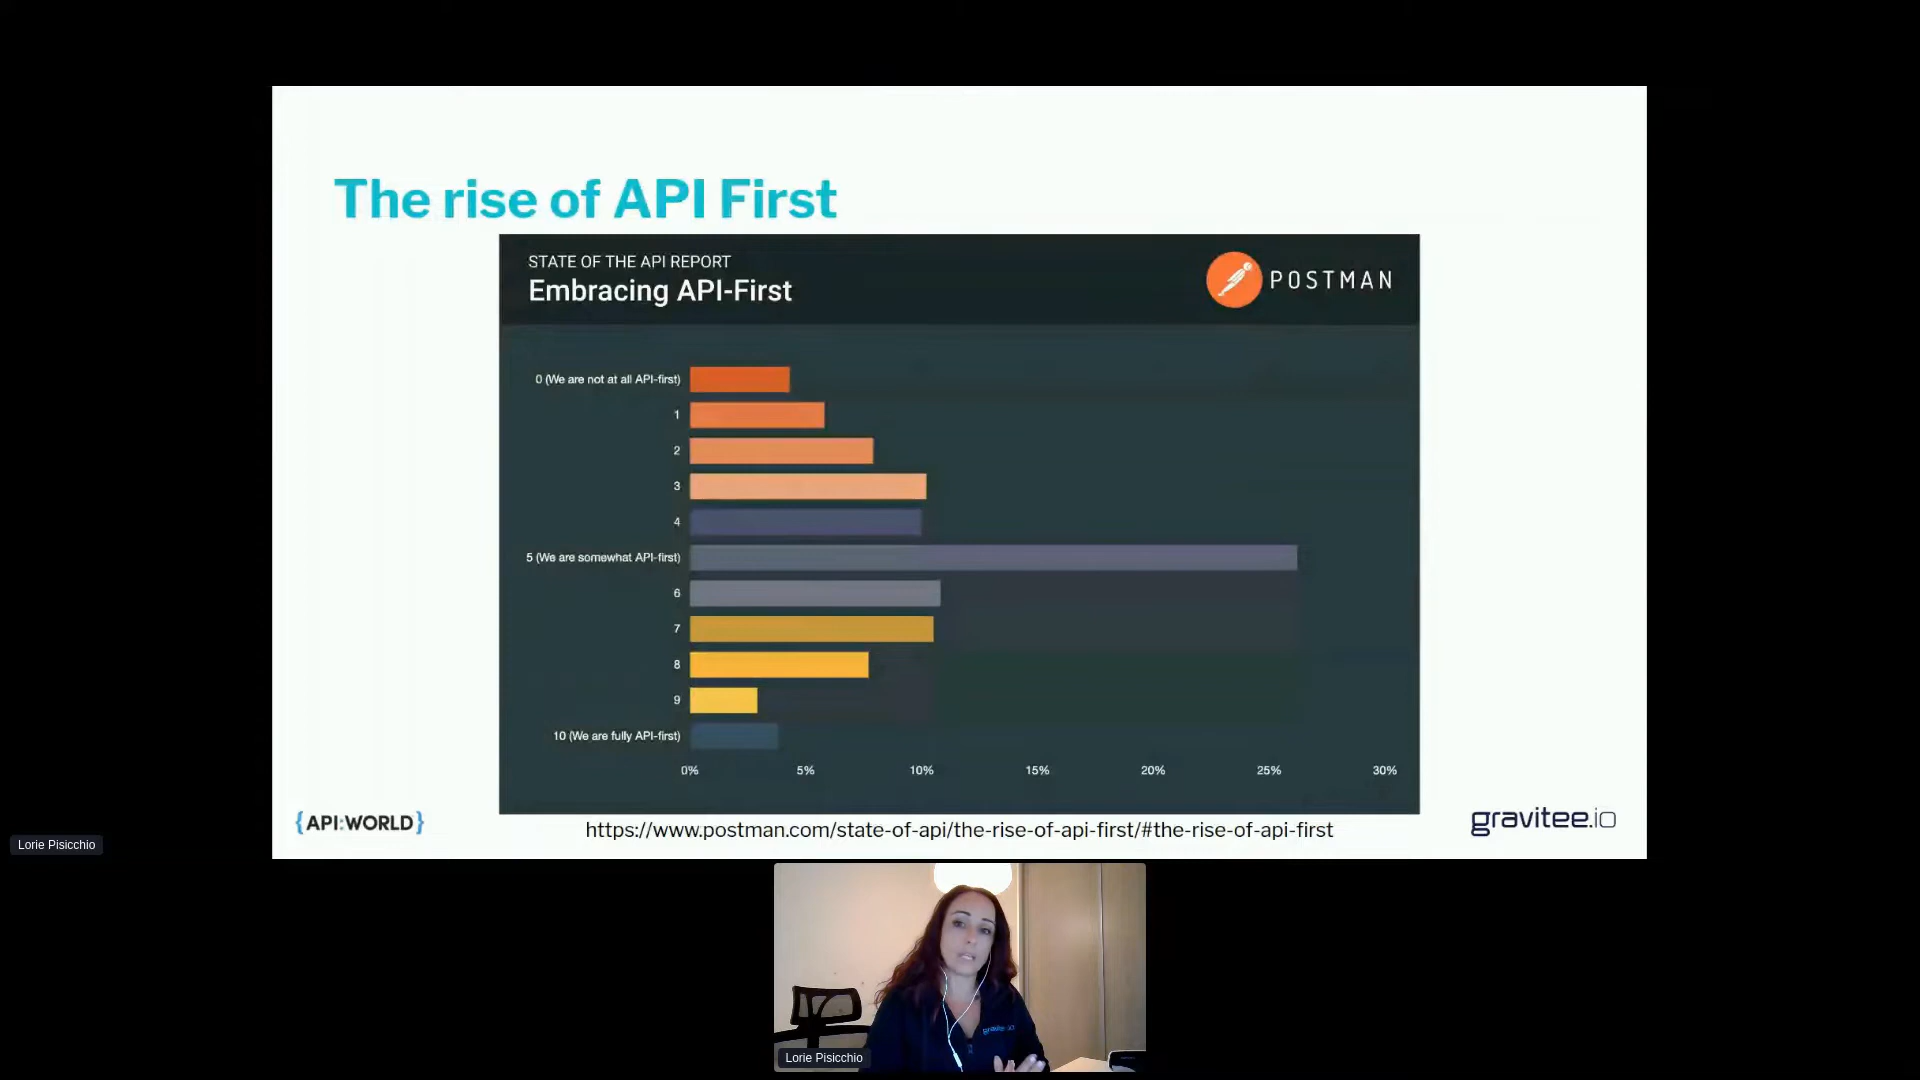 The rise of API First
STATE OF THE API REPORT
Embracing API-First
POSTMAN
0 (We are not at all API-first)
1
2
3
4
5 (We are somewhat API-first)
6
7
8
9
10 (We are fully API-first)
0% 5% 10% 15% 20% 25% 30%
{API:WORLD}
https://www.postman.com/state-of-api/the-rise-of-api-first/#the-rise-of-api-first
gravitee.io
Lorie Pisicchio
gravitee.io
Lorie Pisicchio